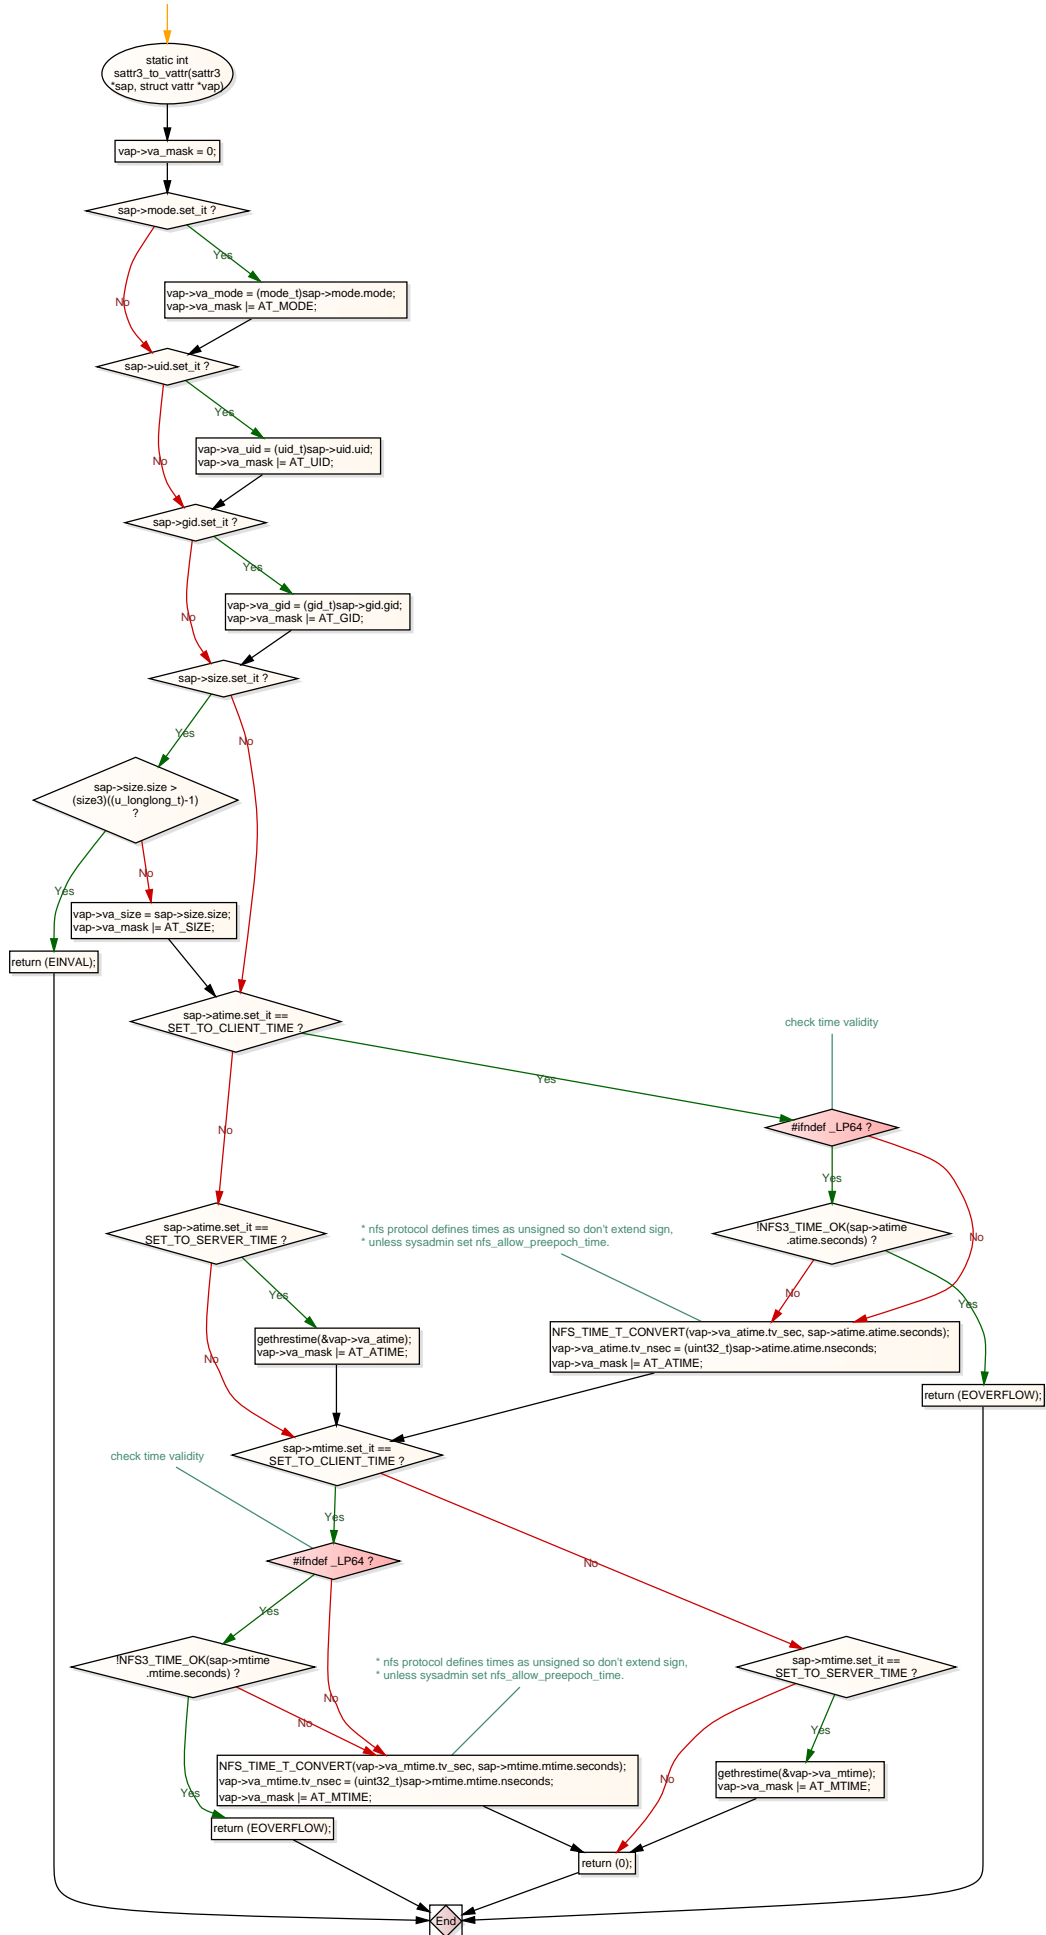 static int
sattr3_to_vattr(sattr3
*sap, struct vattr *vap)
vap->va_mask = 0;
sap->mode.set_it ?
Yes
No
vap->va_mode = (mode_t)sap->mode.mode;
vap->va_mask |= AT_MODE;
sap->uid.set_it ?
Yes
No
vap->va_uid = (uid_t)sap->uid.uid;
vap->va_mask |= AT_UID;
sap->gid.set_it ?
Yes
No
vap->va_gid = (gid_t)sap->gid.gid;
vap->va_mask |= AT_GID;
sap->size.set_it ?
Yes
No
sap->size.size >
(size3)((u_longlong_t)-1)
?
Yes
No
vap->va_size = sap->size.size;
vap->va_mask |= AT_SIZE;
return (EINVAL);
sap->atime.set_it ==
SET_TO_CLIENT_TIME ?
check time validity
Yes
No
#ifndef _LP64 ?
Yes
No
sap->atime.set_it ==
SET_TO_SERVER_TIME ?
* nfs protocol defines times as unsigned so don't extend sign,
* unless sysadmin set nfs_allow_preepoch_time.
!NFS3_TIME_OK(sap->atime
.atime.seconds) ?
Yes
No
No
Yes
gethrestime(&vap->va_atime);
vap->va_mask |= AT_ATIME;
NFS_TIME_T_CONVERT(vap->va_atime.tv_sec, sap->atime.atime.seconds);
vap->va_atime.tv_nsec = (uint32_t)sap->atime.atime.nseconds;
vap->va_mask |= AT_ATIME;
return (EOVERFLOW);
sap->mtime.set_it ==
SET_TO_CLIENT_TIME ?
check time validity
Yes
No
#ifndef _LP64 ?
Yes
No
!NFS3_TIME_OK(sap->mtime
.mtime.seconds) ?
* nfs protocol defines times as unsigned so don't extend sign,
* unless sysadmin set nfs_allow_preepoch_time.
sap->mtime.set_it ==
SET_TO_SERVER_TIME ?
No
Yes
Yes
No
NFS_TIME_T_CONVERT(vap->va_mtime.tv_sec, sap->mtime.mtime.seconds);
vap->va_mtime.tv_nsec = (uint32_t)sap->mtime.mtime.nseconds;
vap->va_mask |= AT_MTIME;
gethrestime(&vap->va_mtime);
vap->va_mask |= AT_MTIME;
return (EOVERFLOW);
return (0);
End